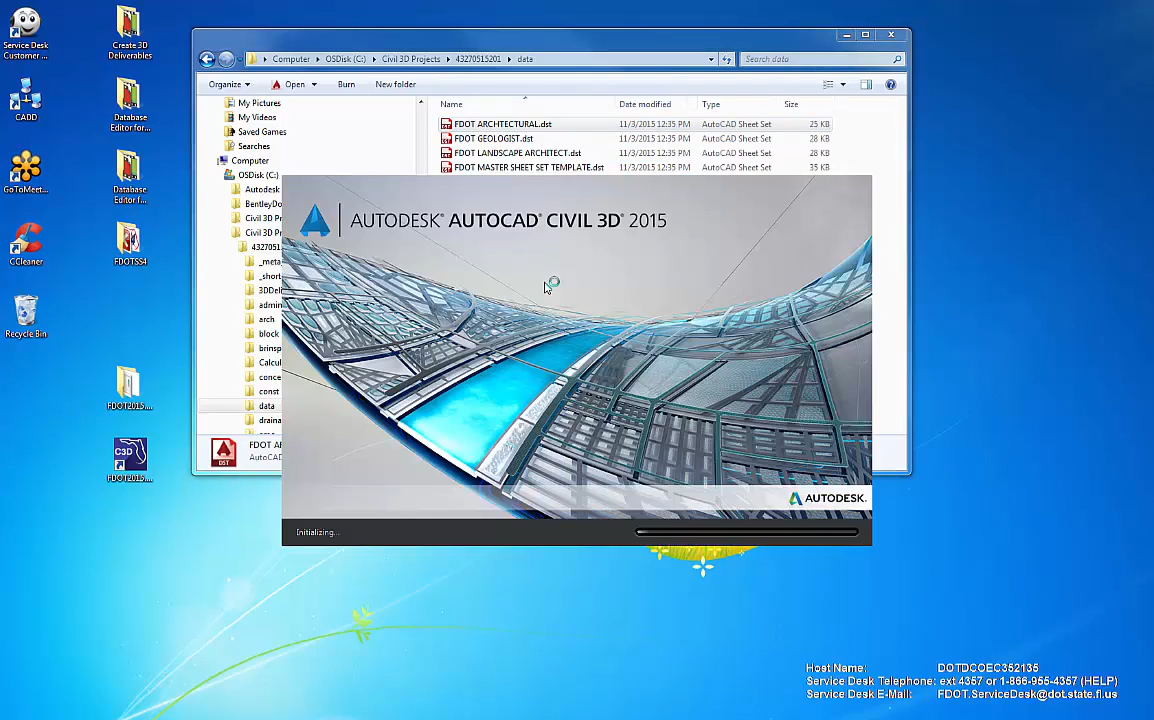 Service Desk
Customer ...
CADD
GoToMeet...
CCleaner
Recycle Bin
Create 3D
Deliverables
Database
Editor for...
Database
Editor f...
FDOTSS4
FDOT2015....
C3D
FDOT2015....
Computer
OSDisk (C:)
Civil 3D Projects
43270515201
data
Search data
Organize
Open
Burn
New folder
My Pictures
My Videos
Saved Games
Searches
Computer
OSDisk (C:)
Autodesk
BentleyDo
Civil 3D Pr
Civil 3D Pr
4327051
_meta
_short
3DDeli
admin
arch
block
brinsp
Calcul
conce
const
data
draina
Name Date modified Type Size
FDOT ARCHITECTURAL.dst 11/3/2015 12:35 PM AutoCAD Sheet Set 25 KB
FDOT GEOLOGIST.dst 11/3/2015 12:35 PM AutoCAD Sheet Set 28 KB
FDOT LANDSCAPE ARCHITECT.dst 11/3/2015 12:35 PM AutoCAD Sheet Set 28 KB
FDOT MASTER SHEET SET TEMPLATE.dst 11/3/2015 12:35 PM AutoCAD Sheet Set 35 KB
DST
FDOT AR
AutoCA
AUTODESK® AUTOCAD® CIVIL 3D® 2015
AUTODESK.
Initializing...
Host Name: DOTDCOEC352135
Service Desk Telephone: ext 4357 or 1-866-955-4357 (HELP)
Service Desk E-Mail: FDOT.ServiceDesk@dot.state.fl.us